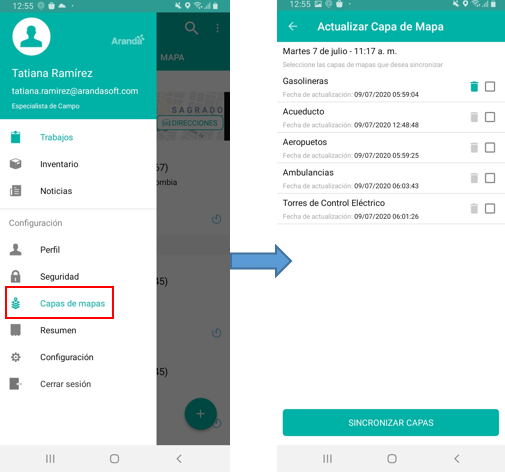 12:55
Aranda
Tatiana Ramírez
tatiana.ramirez@arandasoft.com
Especialista de Campo
Trabajos
Inventario
Noticias
Configuración
Perfil
Seguridad
Capas de mapas
Resumen
Configuración
Cerrar sesión
MAPA
SAGRADO
DIRECCIONES
67)
ombia
45)
45)
12:55
Actualizar Capa de Mapa
Martes 7 de julio - 11:17 a. m.
Seleccione las capas de mapas que desea sincronizar
Gasolineras
Fecha de actualización: 09/07/2020 05:59:04
Acueducto
Fecha de actualización: 09/07/2020 12:48:48
Aeropuetos
Fecha de actualización: 09/07/2020 05:59:25
Ambulancias
Fecha de actualización: 09/07/2020 06:03:43
Torres de Control Eléctrico
Fecha de actualización: 09/07/2020 06:01:26
SINCRONIZAR CAPAS